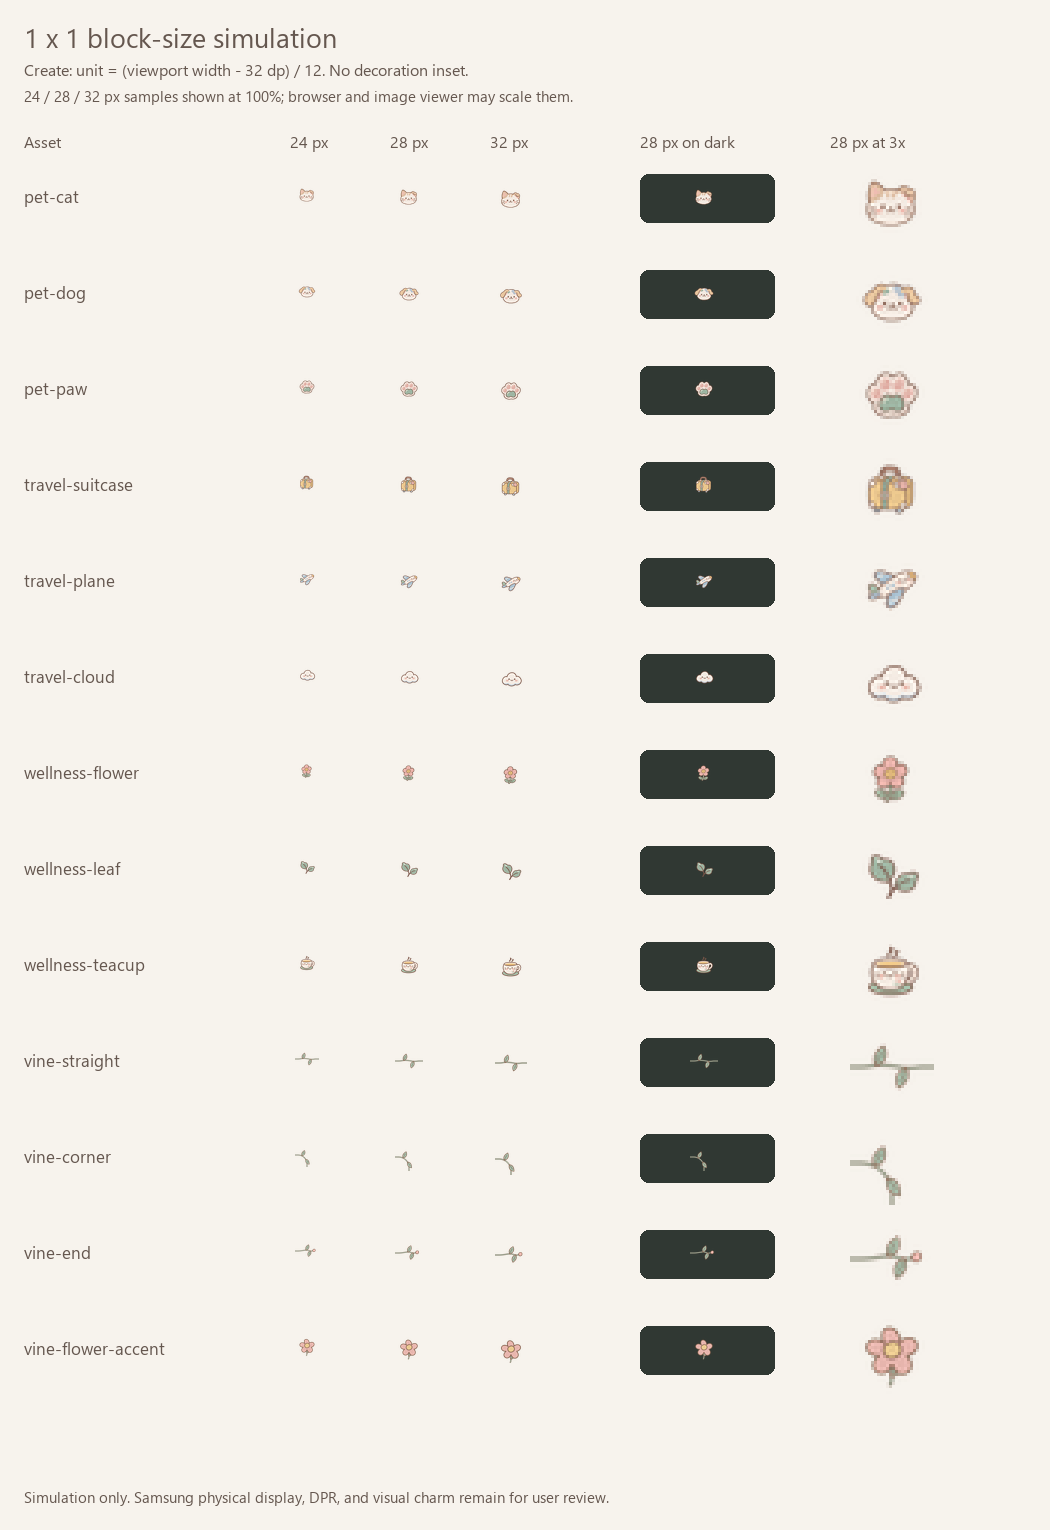 1 x 1 block-size simulation
Create: unit = (viewport width - 32 dp) / 12. No decoration inset.
24 / 28 / 32 px samples shown at 100%; browser and image viewer may scale them.
Asset 24 px 28 px 32 px 28 px on dark 28 px at 3x
pet-cat
pet-dog
pet-paw
travel-suitcase
travel-plane
travel-cloud
wellness-flower
wellness-leaf
wellness-teacup
vine-straight
vine-corner
vine-end
vine-flower-accent
Simulation only. Samsung physical display, DPR, and visual charm remain for user review.